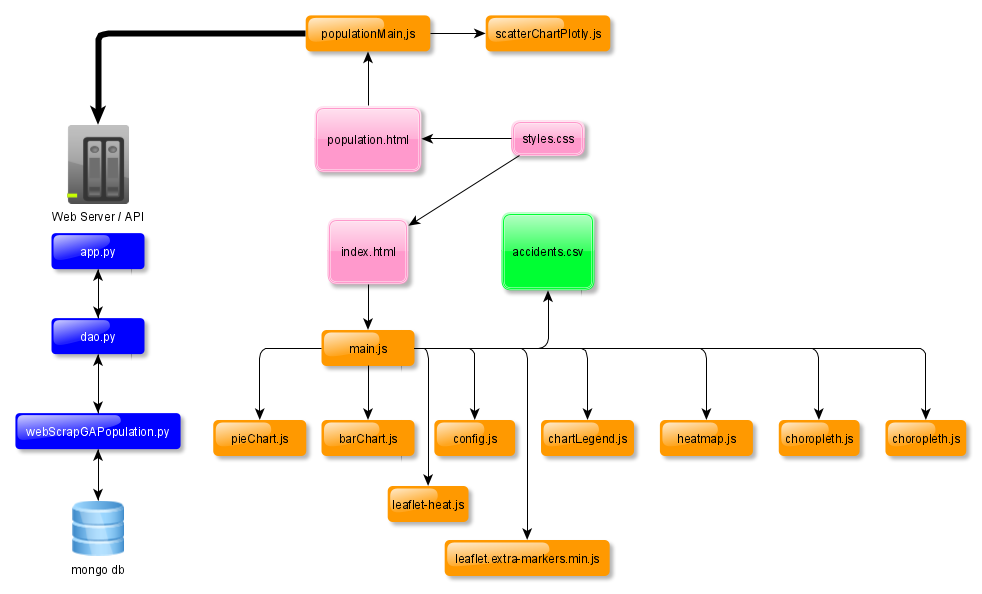 populationMain,js
scatterChartPlotly.js
population.html
styles.css
Web Server / API
app.py
index.html
accidents.csv
dao.py
main.js
webScrapGAPopulation.py
pieChart.js
barChart.js
config.js
chartLegend.js
heatmap.js
choropleth.js
choropleth.js
leaflet-heat.js
leaflet.extra-markers.min.js
mongo db